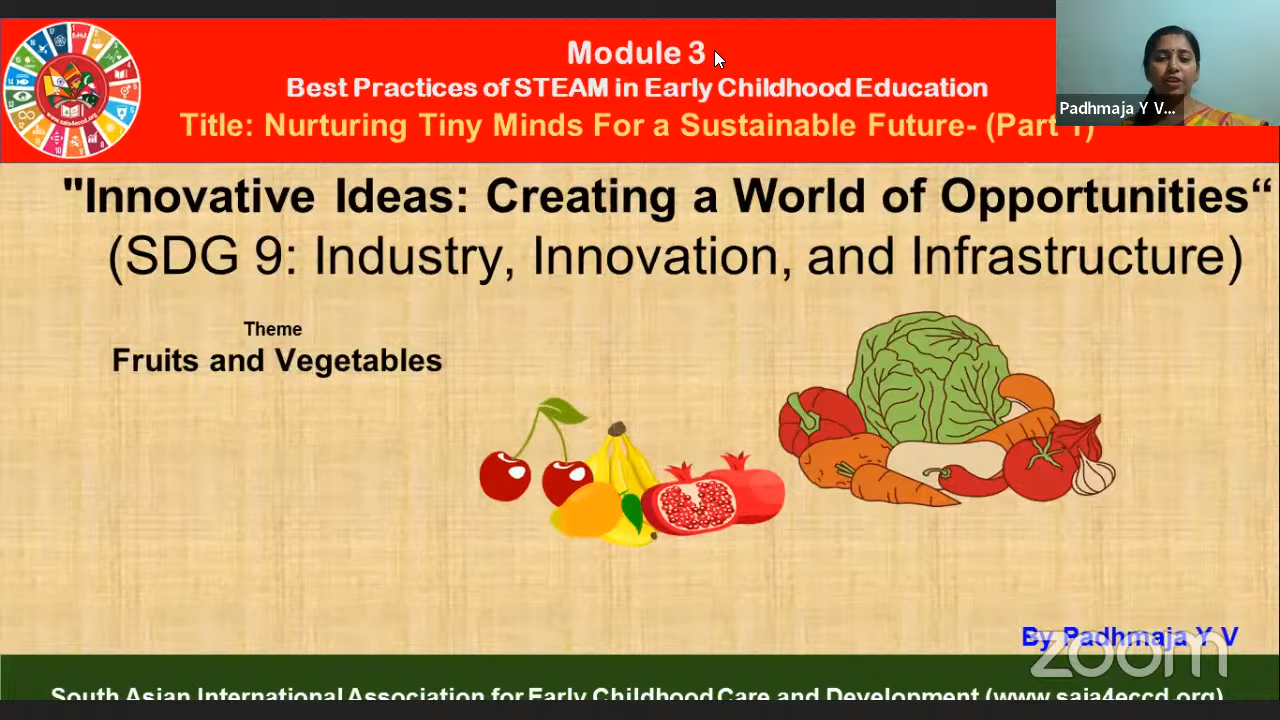 Module 3
Best Practices of STEAM in Early Childhood Education
Title: Nurturing Tiny Minds For a Sustainable Future- (Part 1)
Padhmaja Y V...
"Innovative Ideas: Creating a World of Opportunities“
(SDG 9: Industry, Innovation, and Infrastructure)
Theme
Fruits and Vegetables
By Padhmaja Y V
zoom
South Asian International Association for Early Childhood Care and Development (www.saia4eccd.org)